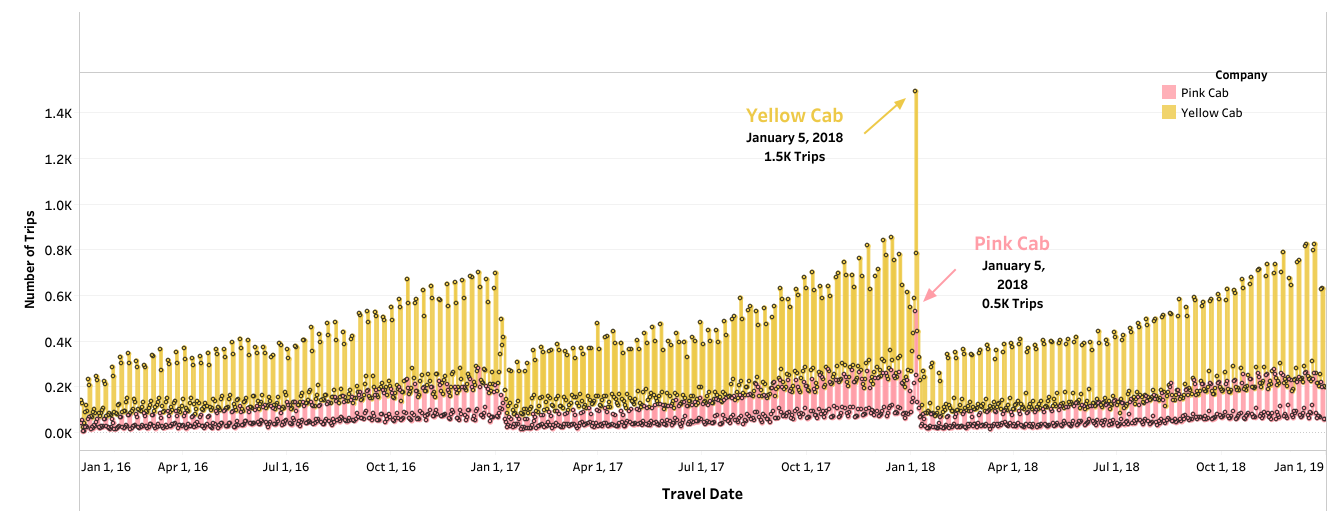 Company
Pink Cab
Yellow Cab
1.4K
1.2K
1.0K
0.8K
0.6K
0.4K
0.2K
0.0K
Number of Trips
Yellow Cab
January 5, 2018
1.5K Trips
Pink Cab
January 5,
2018
0.5K Trips
Jan 1, 16 Apr 1, 16 Jul 1, 16 Oct 1, 16 Jan 1, 17 Apr 1, 17 Jul 1, 17 Oct 1, 17 Jan 1, 18 Apr 1, 18 Jul 1, 18 Oct 1, 18 Jan 1, 19
Travel Date